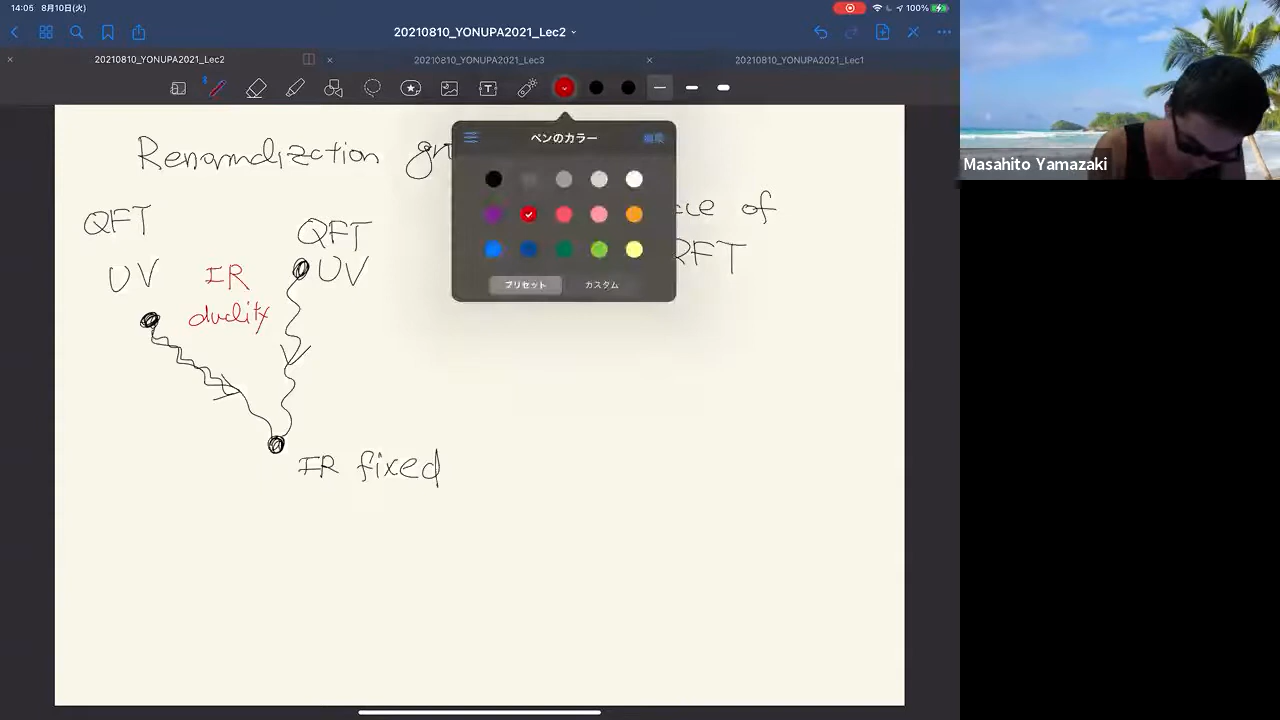 14:05 8月10日(火)
100%
20210810_YONUPA2021_Lec2
20210810_YONUPA2021_Lec2
20210810_YONUPA2021_Lec3
20210810_YONUPA2021_Lec1
ペンのカラー
プリセット
カスタム
Masahito Yamazaki
Renormalization
of
QFT
QFT
UV
IR
UV
duality
IR fixed